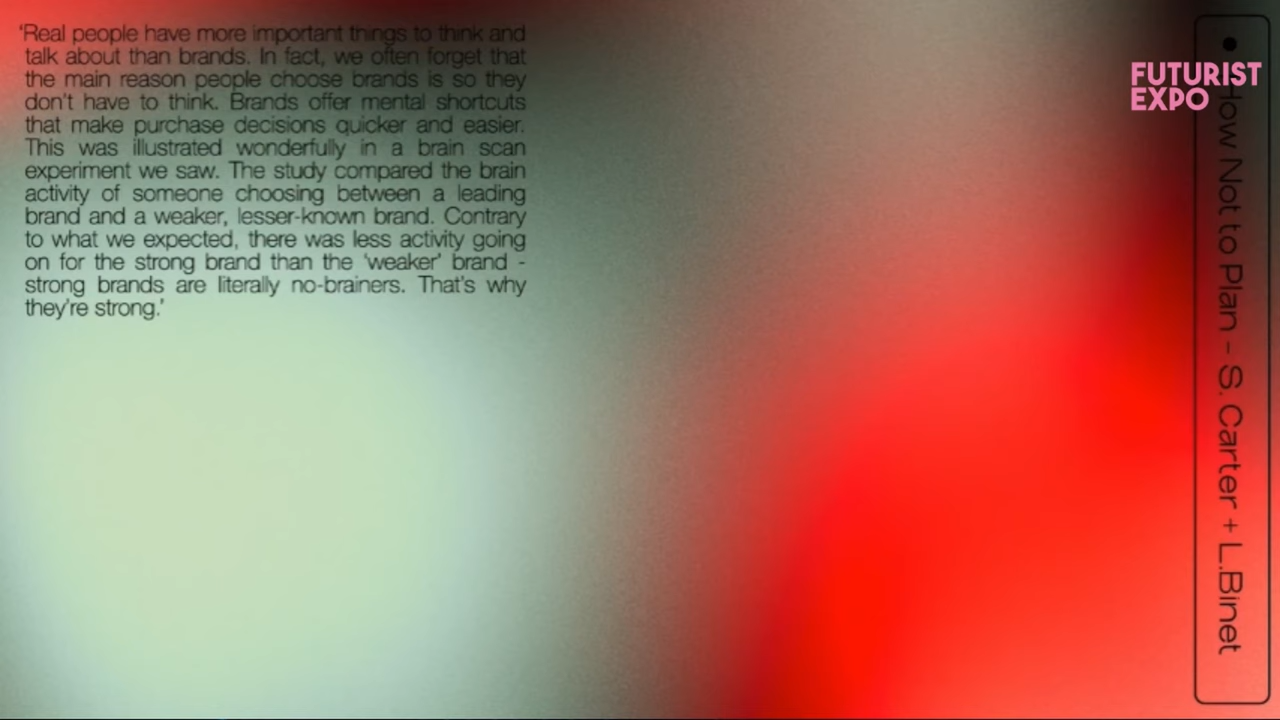 ‘Real people have more important things to think and
talk about than brands. In fact, we often forget that
the main reason people choose brands is so they
don’t have to think. Brands offer mental shortcuts
that make purchase decisions quicker and easier.
This was illustrated wonderfully in a brain scan
experiment we saw. The study compared the brain
activity of someone choosing between a leading
brand and a weaker, lesser-known brand. Contrary
to what we expected, there was less activity going
on for the strong brand than the ‘weaker’ brand -
strong brands are literally no-brainers. That’s why
they’re strong.’
FUTURIST
EXPO
How Not to Plan - S. Carter + L.Binet